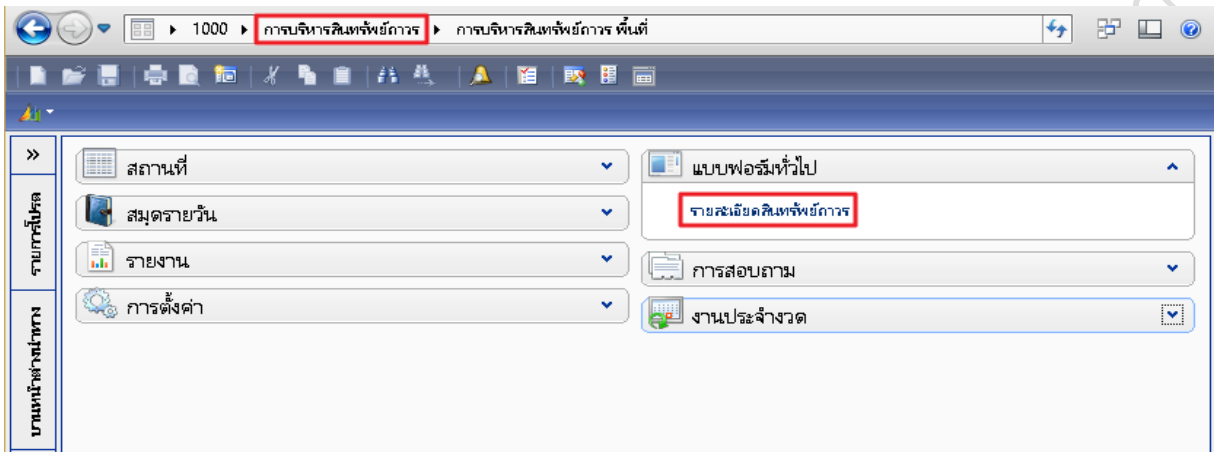 1000 การบริหารสินทรัพย์ถาวร การบริหารสินทรัพย์ถาวร พื้นที่
»
รายการโปรด
บานหน้าต่างนำทาง
สถานที่
สมุดรายวัน
รายงาน
การตั้งค่า
แบบฟอร์มทั่วไป
รายละเอียดสินทรัพย์ถาวร
การสอบถาม
งานประจำงวด